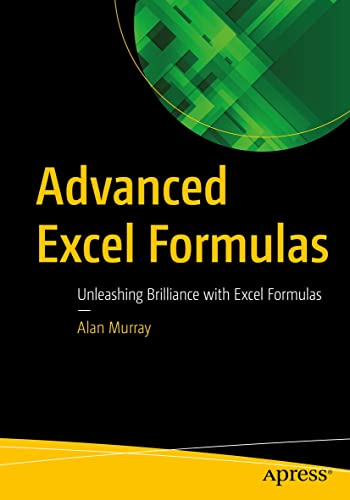 Advanced
Excel Formulas
Unleashing Brilliance with Excel Formulas
—
Alan Murray
Apress®